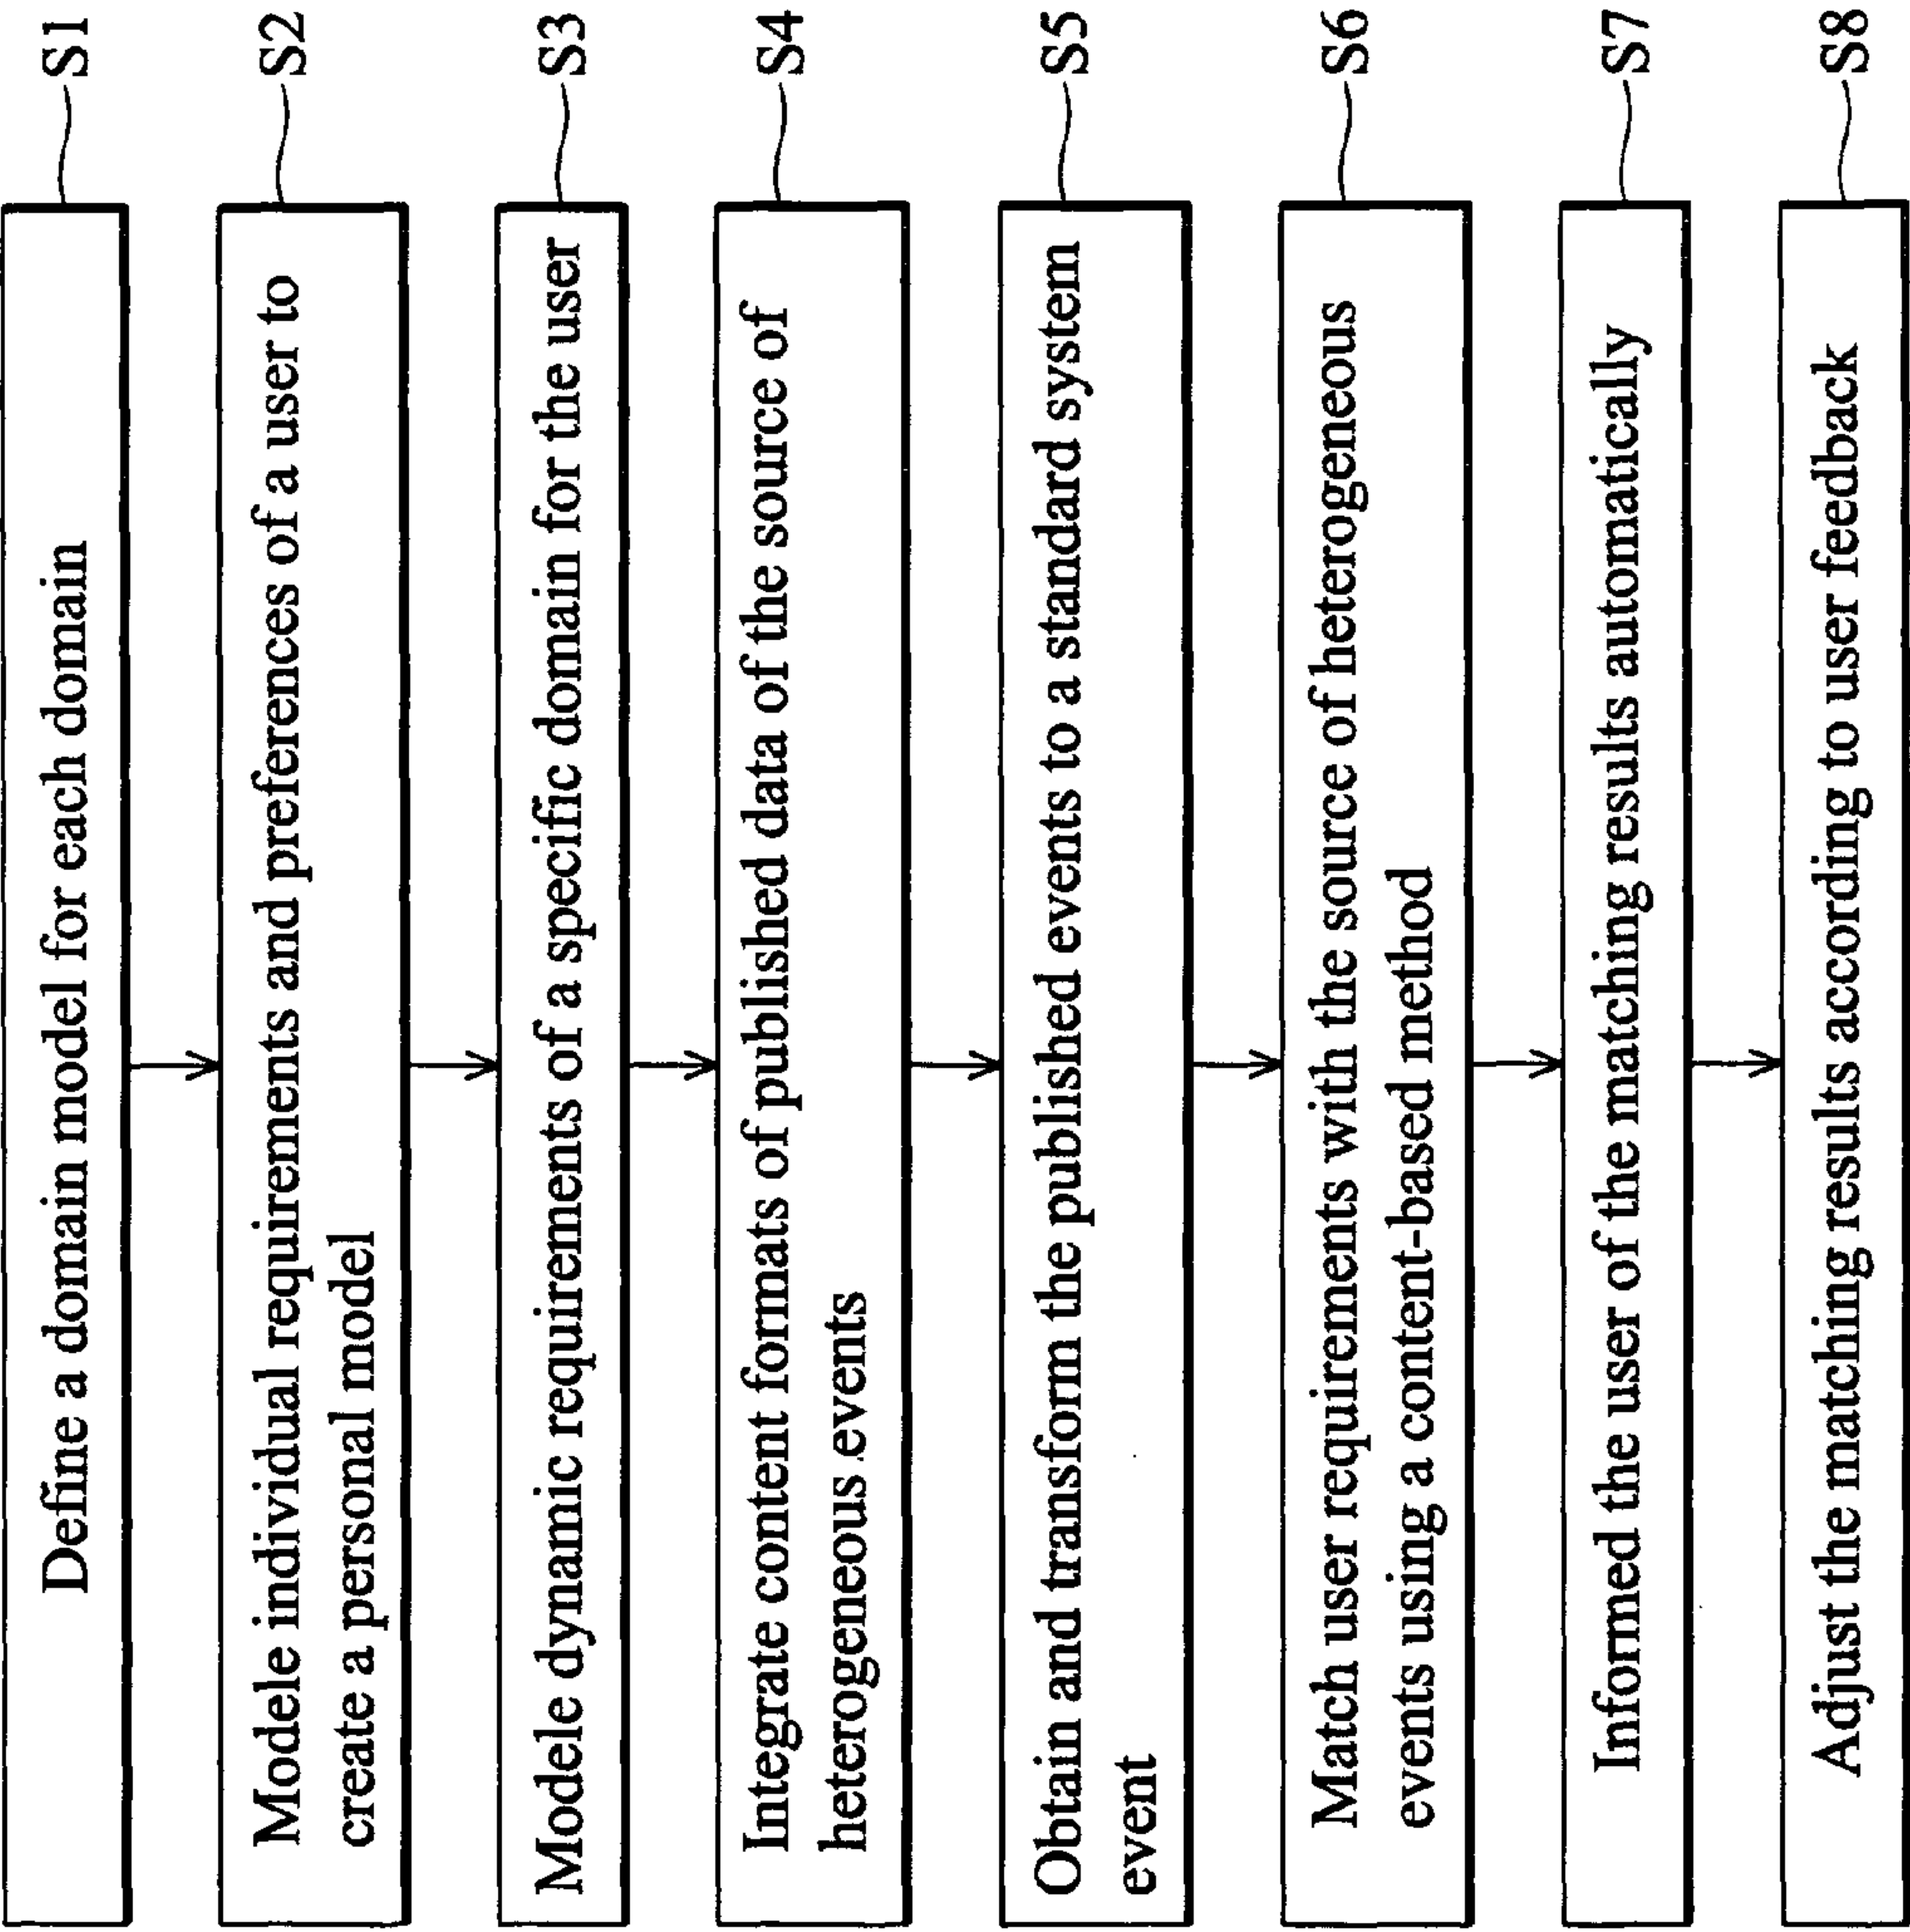 Define a domain model for each domain
S1
Modele individual requirements and preferences of a user to
create a personal model
S2
Modele dynamic requirements of a specific domain for the user
S3
Integrate content formats of published data of the source of
heterogeneous events
S4
Obtain and transform the published events to a standard system
event
S5
Match user requirements with the source of heterogeneous
events using a content-based method
S6
Informed the user of the matching results automatically
S7
Adjust the matching results according to user feedback
S8